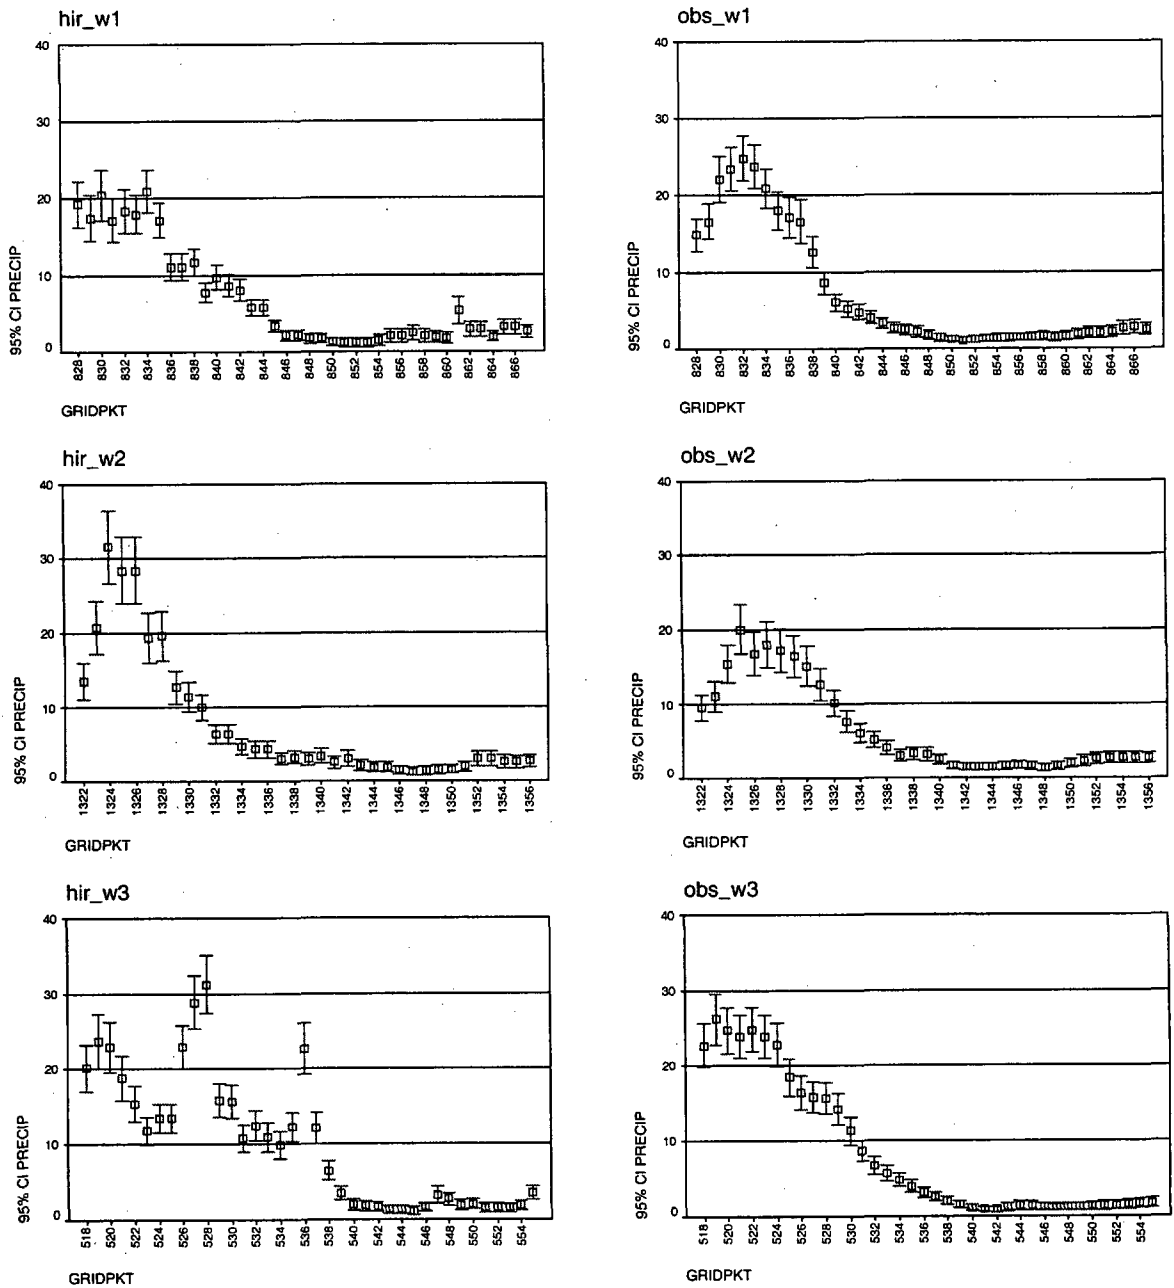 hir_w1
40
30
20
10
0
95% CI PRECIP
828 830 832 834 836 838 840 842 844 846 848 850 852 854 856 858 860 862 864 866
GRIDPKT
obs_w1
40
30
20
10
0
95% CI PRECIP
828 830 832 834 836 838 840 842 844 846 848 850 852 854 856 858 860 862 864 866
GRIDPKT
hir_w2
40
30
20
10
0
95% CI PRECIP
1322 1324 1326 1328 1330 1332 1334 1336 1338 1340 1342 1344 1346 1348 1350 1352 1354 1356
GRIDPKT
obs_w2
40
30
20
10
0
95% CI PRECIP
1322 1324 1326 1328 1330 1332 1334 1336 1338 1340 1342 1344 1346 1348 1350 1352 1354 1356
GRIDPKT
hir_w3
40
30
20
10
0
95% CI PRECIP
518 520 522 524 526 528 530 532 534 536 538 540 542 544 546 548 550 552 554
GRIDPKT
obs_w3
40
30
20
10
0
95% CI PRECIP
518 520 522 524 526 528 530 532 534 536 538 540 542 544 546 548 550 552 554
GRIDPKT